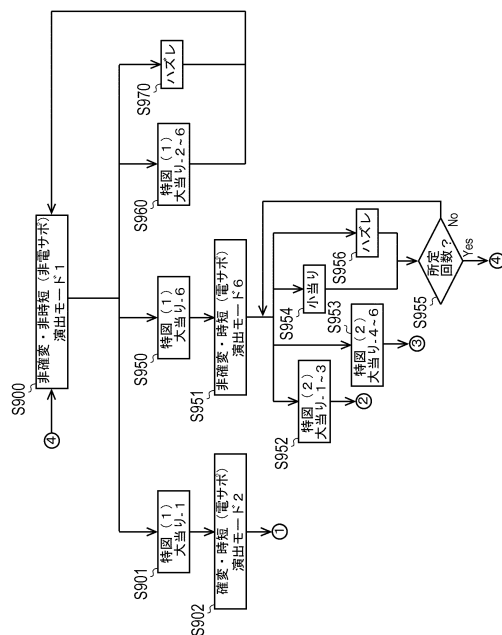 S900
非確変・非時短（非電サポ）
演出モード1
④
S901
特図（1）
大当り-1
S902
確変・時短（電サポ）
演出モード2
①
S950
特図（1）
大当り-6
S951
非確変・時短（電サポ）
演出モード6
S960
特図（1）
大当り-2~6
S970
ハズレ
S952
特図（2）
大当り-1~3
②
S953
特図（2）
大当り-4~6
③
S954
小当り
S956
ハズレ
S955
所定
回数？
No
Yes
④